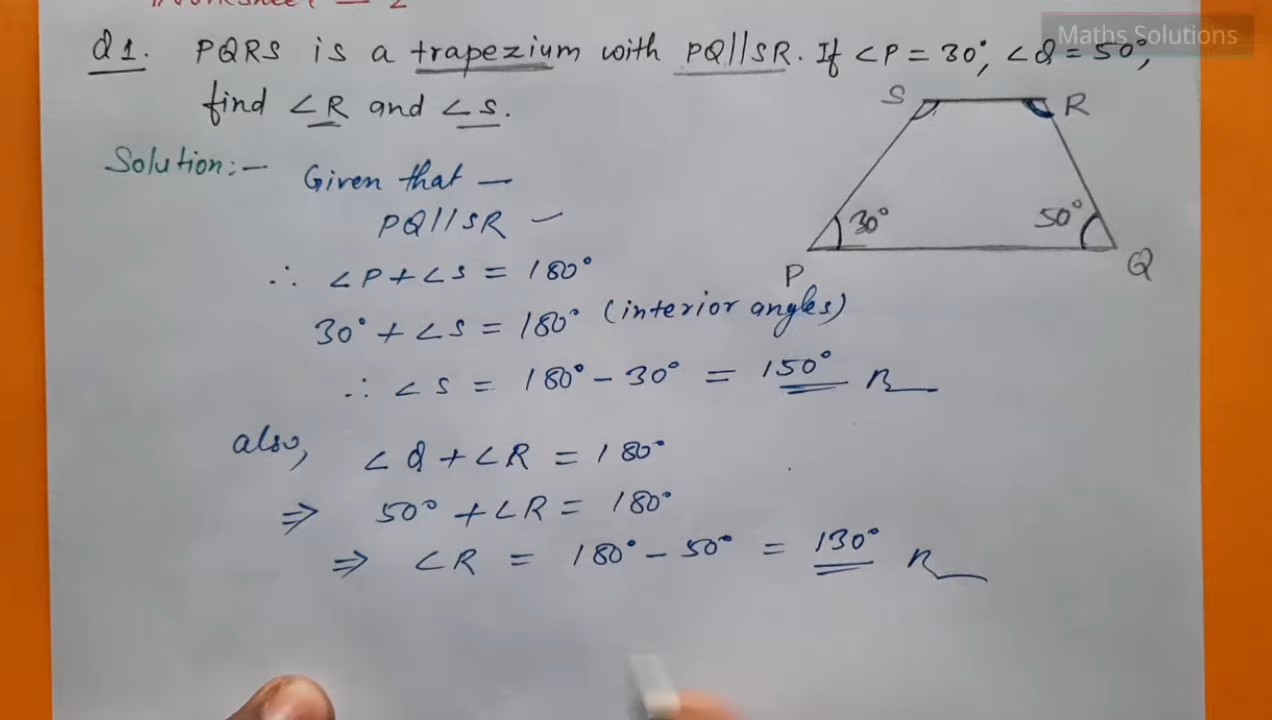 Maths Solutions
Q1. PQRS is a trapezium with PQ||SR. If ∠P = 30°, ∠Q = 50°,
find ∠R and ∠S.
S R
30° 50°
P Q
Solution:-
Given that —
PQ||SR —
∴ ∠P + ∠S = 180°
30° + ∠S = 180° (interior angles)
∴ ∠S = 180° - 30° = 150°
also, ∠Q + ∠R = 180°
⇒ 50° + ∠R = 180°
⇒ ∠R = 180° - 50° = 130°